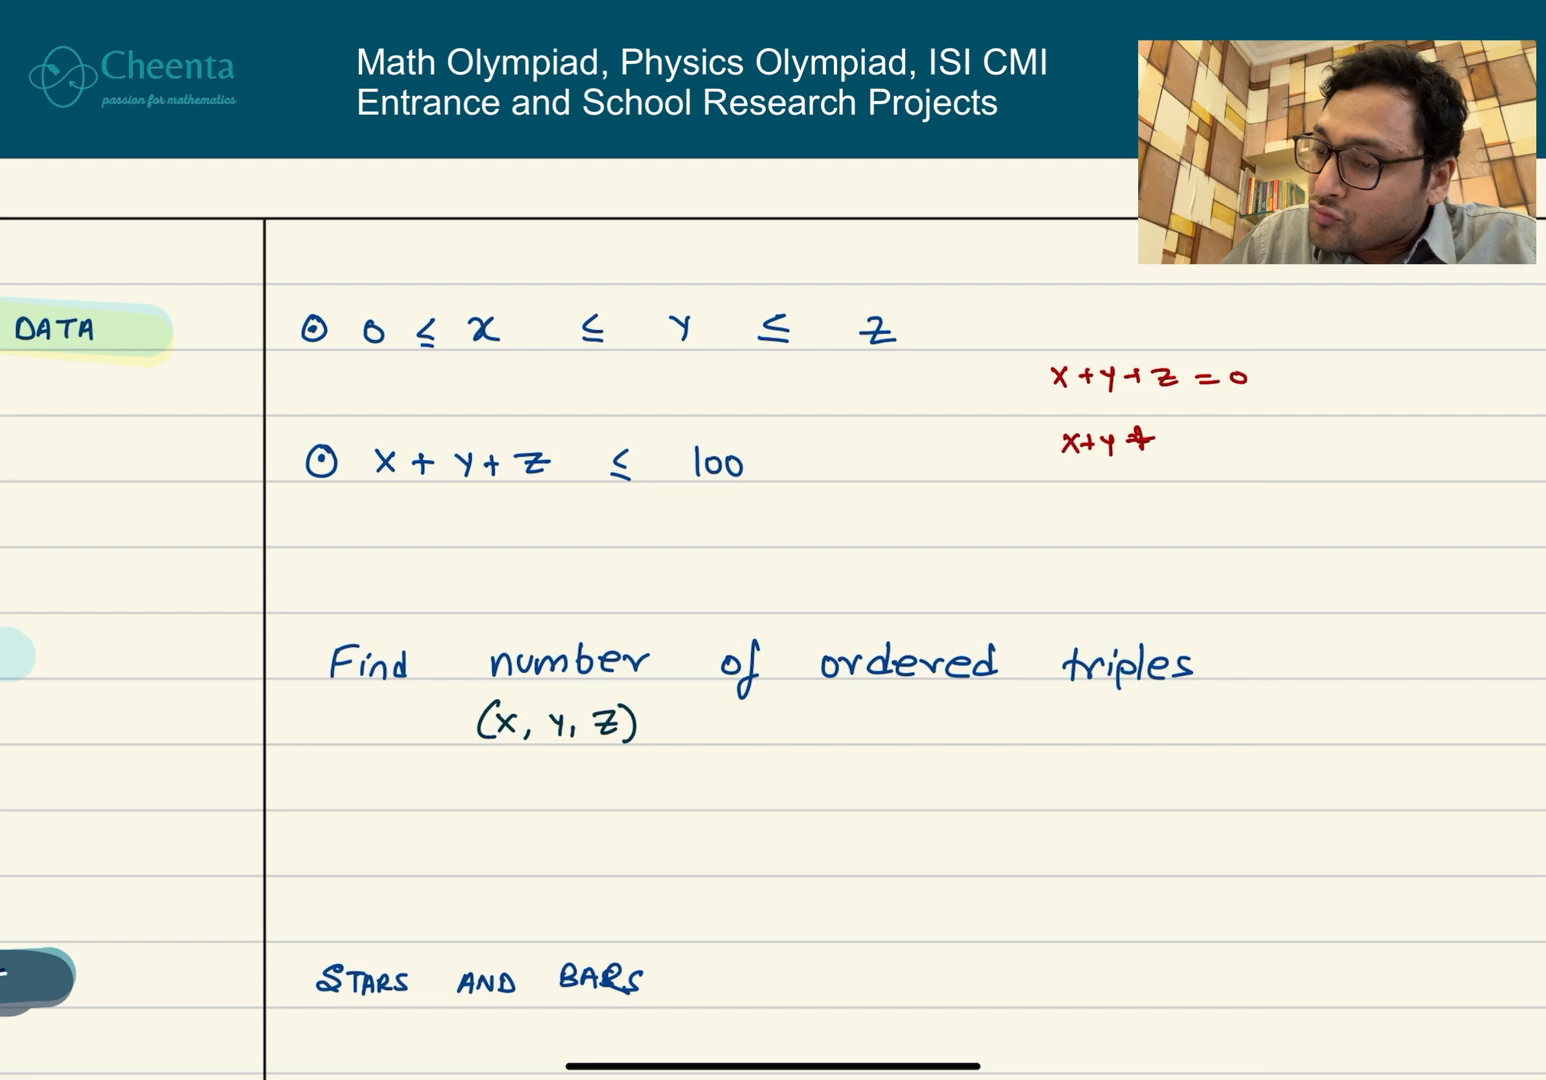 Cheenta
passion for mathematics
Math Olympiad, Physics Olympiad, ISI CMI
Entrance and School Research Projects
DATA
⊙ 0 ≤ x ≤ y ≤ z
x + y + z = 0
x + y +
⊙ x + y + z ≤ 100
Find number of ordered triples
(x, y, z)
STARS AND BARS